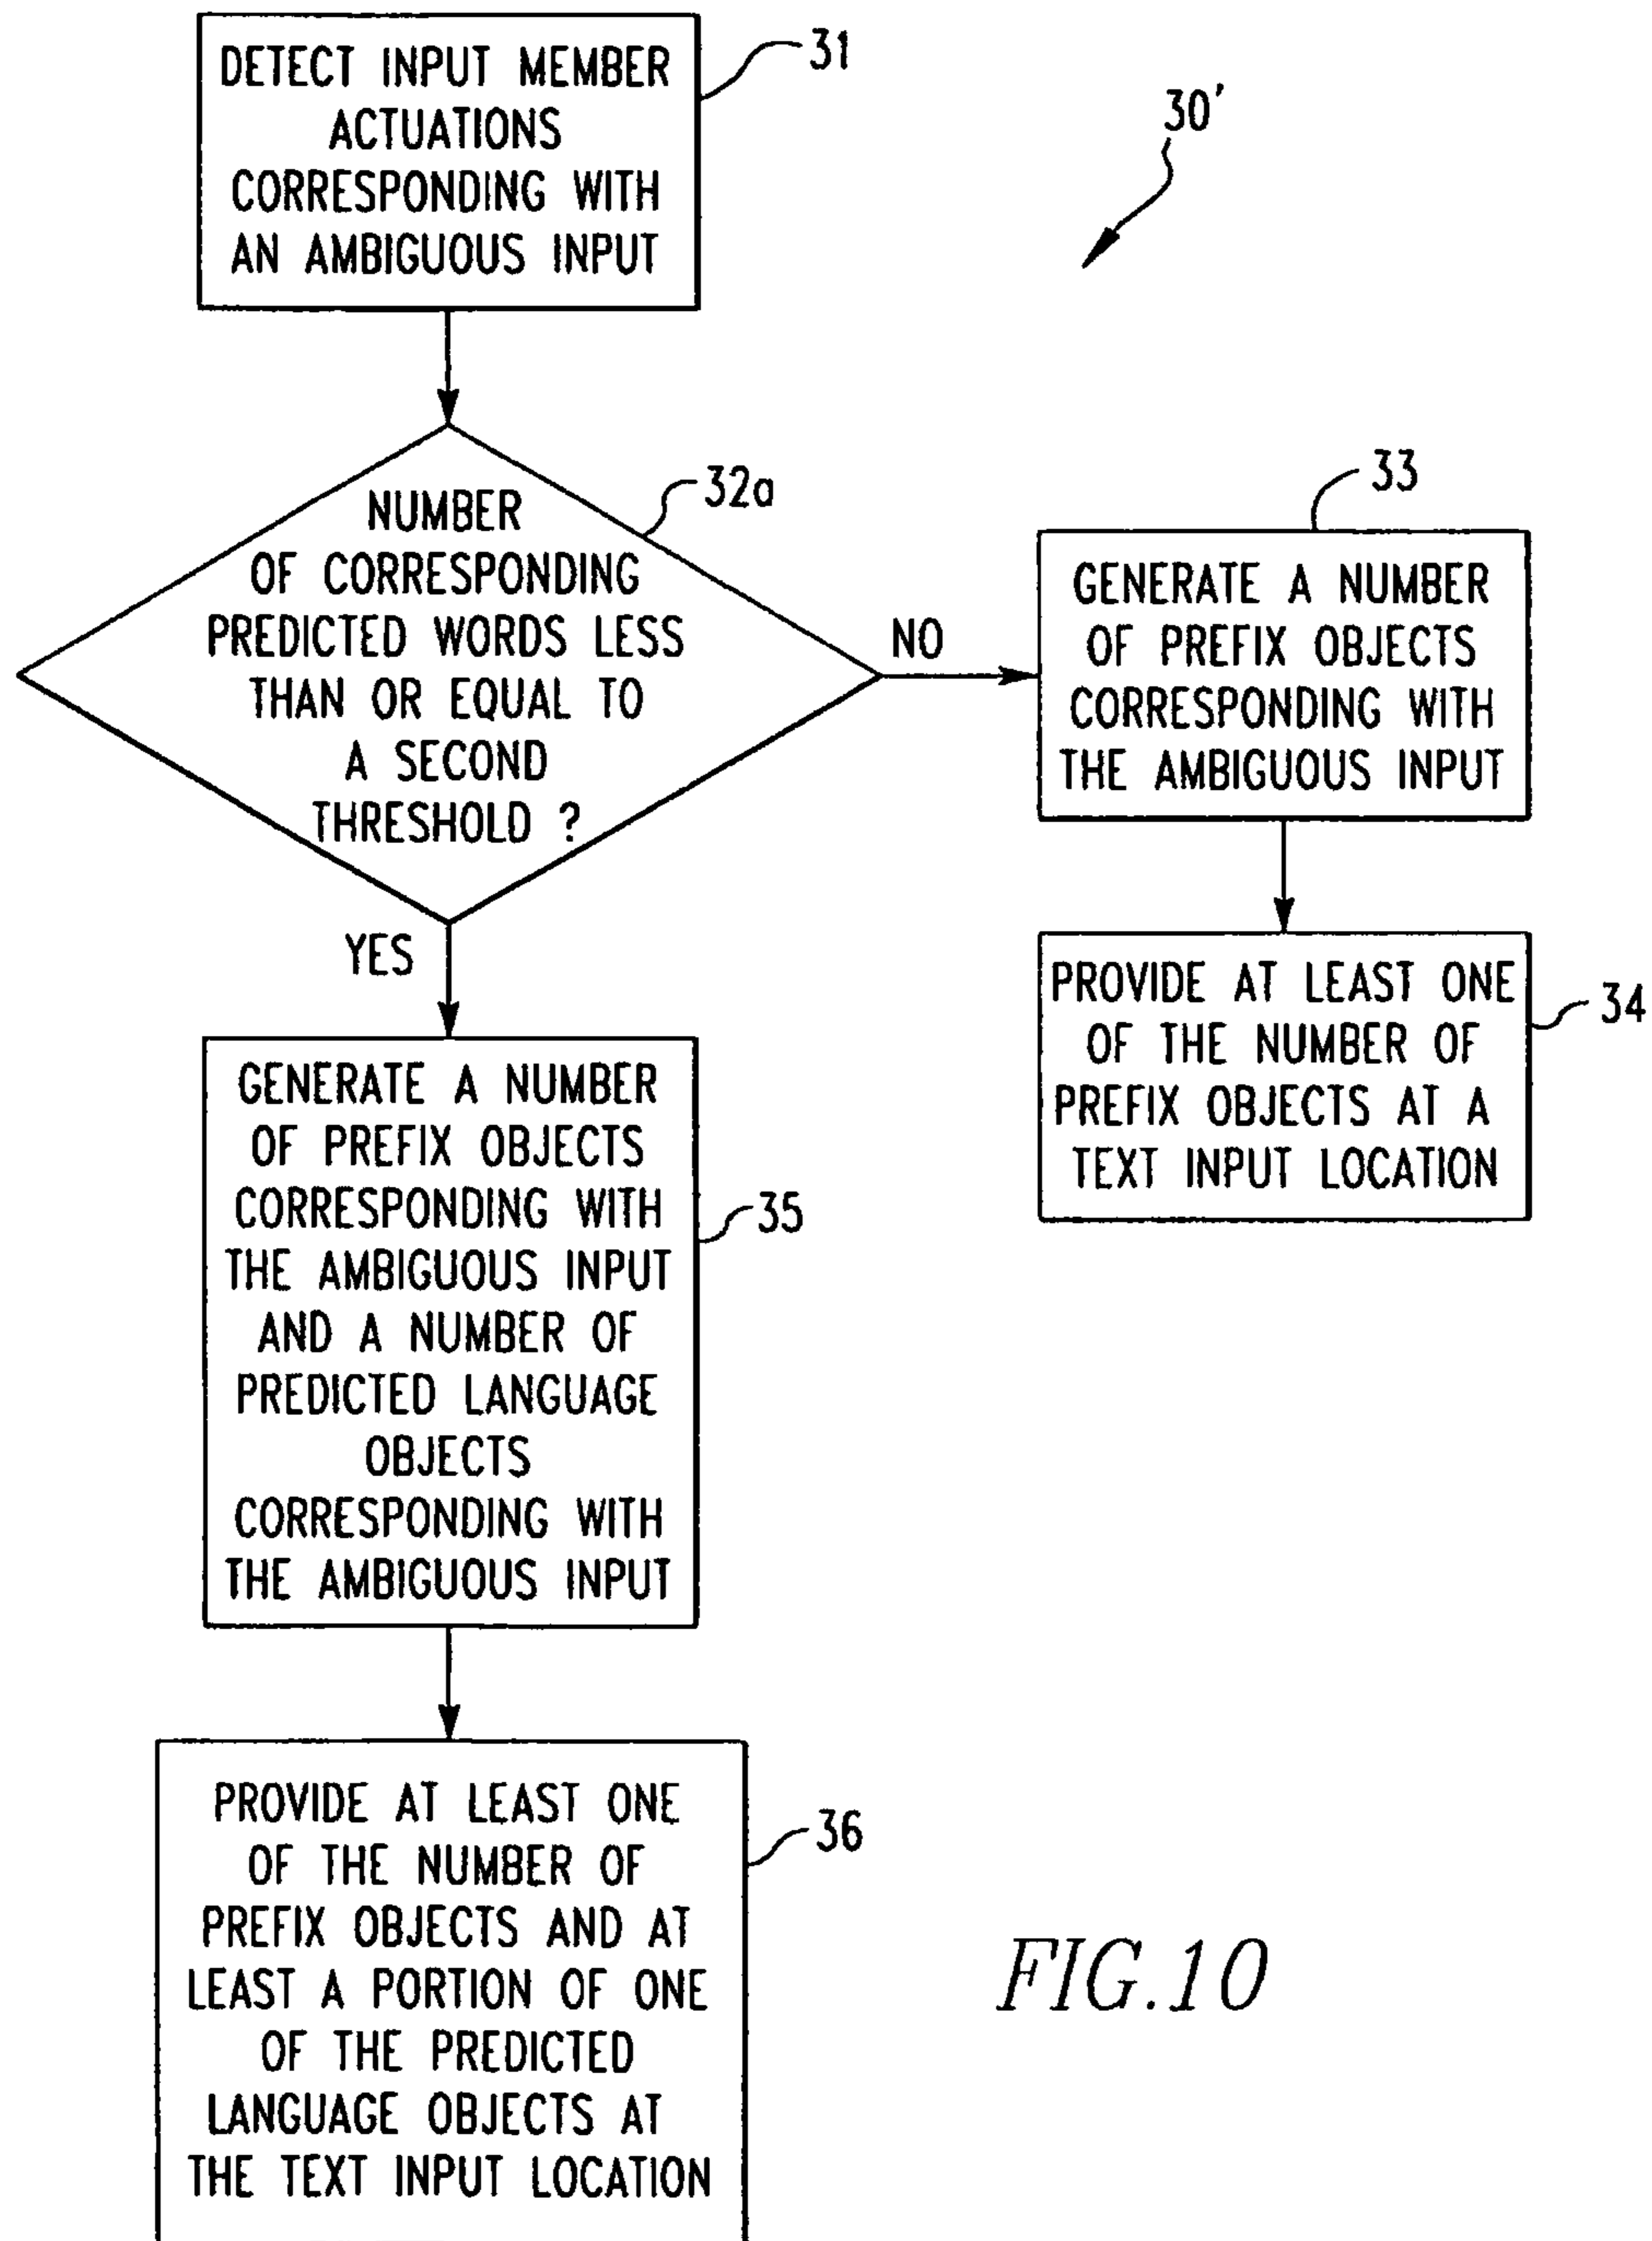 DETECT INPUT MEMBER
ACTUATIONS
CORRESPONDING WITH
AN AMBIGUOUS INPUT
31
30'
NUMBER
OF CORRESPONDING
PREDICTED WORDS LESS
THAN OR EQUAL TO
A SECOND
THRESHOLD ?
32a
NO
YES
33
GENERATE A NUMBER
OF PREFIX OBJECTS
CORRESPONDING WITH
THE AMBIGUOUS INPUT
PROVIDE AT LEAST ONE
OF THE NUMBER OF
PREFIX OBJECTS AT A
TEXT INPUT LOCATION
34
GENERATE A NUMBER
OF PREFIX OBJECTS
CORRESPONDING WITH
THE AMBIGUOUS INPUT
AND A NUMBER OF
PREDICTED LANGUAGE
OBJECTS
CORRESPONDING WITH
THE AMBIGUOUS INPUT
35
PROVIDE AT LEAST ONE
OF THE NUMBER OF
PREFIX OBJECTS AND AT
LEAST A PORTION OF ONE
OF THE PREDICTED
LANGUAGE OBJECTS AT
THE TEXT INPUT LOCATION
36
FIG.10